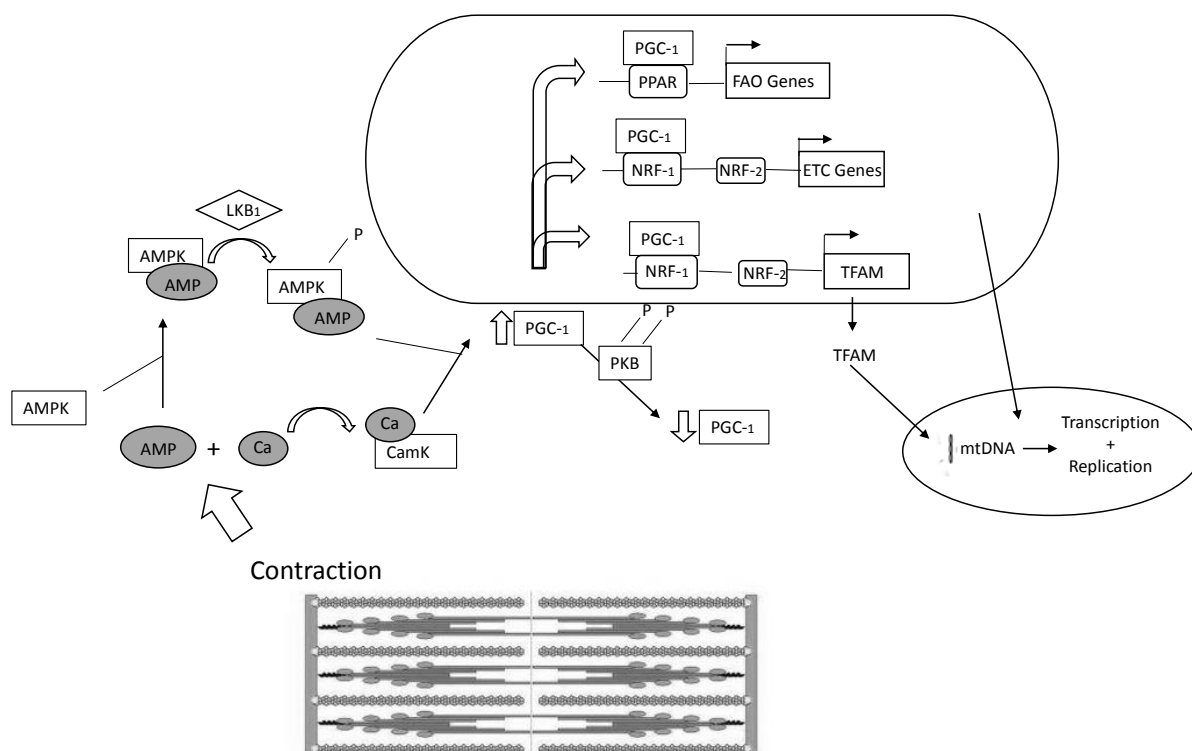 PGC-1
PPAR
FAO Genes
PGC-1
NRF-1
NRF-2
ETC Genes
PGC-1
NRF-1
NRF-2
TFAM
LKB1
AMPK
AMP
P
AMPK
AMP
P
P
PGC-1
PKB
TFAM
AMPK
AMP
+
Ca
Ca
CamK
PGC-1
mtDNA
Transcription
+
Replication
Contraction